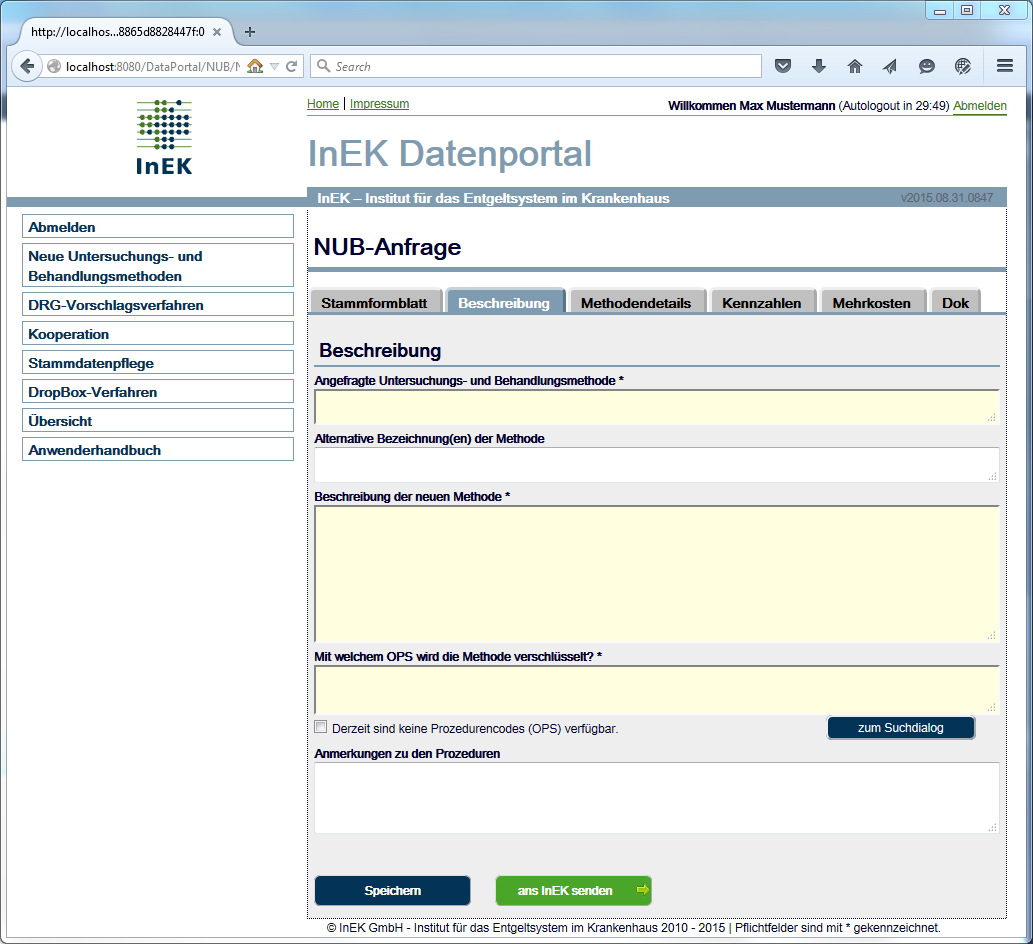 http://localhos...8865d8828447f:0
localhost:8080/DataPortal/NUB/N
Search
InEK
Home | Impressum
Willkommen Max Mustermann (Autologout in 29:49) Abmelden
InEK Datenportal
InEK – Institut für das Entgeltsystem im Krankenhaus
v2015.08.31.0847
Abmelden
Neue Untersuchungs- und
Behandlungsmethoden
DRG-Vorschlagsverfahren
Kooperation
Stammdatenpflege
DropBox-Verfahren
Übersicht
Anwenderhandbuch
NUB-Anfrage
Stammformblatt Beschreibung Methodendetails Kennzahlen Mehrkosten Dok
Beschreibung
Angefragte Untersuchungs- und Behandlungsmethode *
Alternative Bezeichnung(en) der Methode
Beschreibung der neuen Methode *
Mit welchem OPS wird die Methode verschlüsselt? *
Derzeit sind keine Prozedurencodes (OPS) verfügbar.
zum Suchdialog
Anmerkungen zu den Prozeduren
Speichern
ans InEK senden
© InEK GmbH - Institut für das Entgeltsystem im Krankenhaus 2010 - 2015 | Pflichtfelder sind mit * gekennzeichnet.